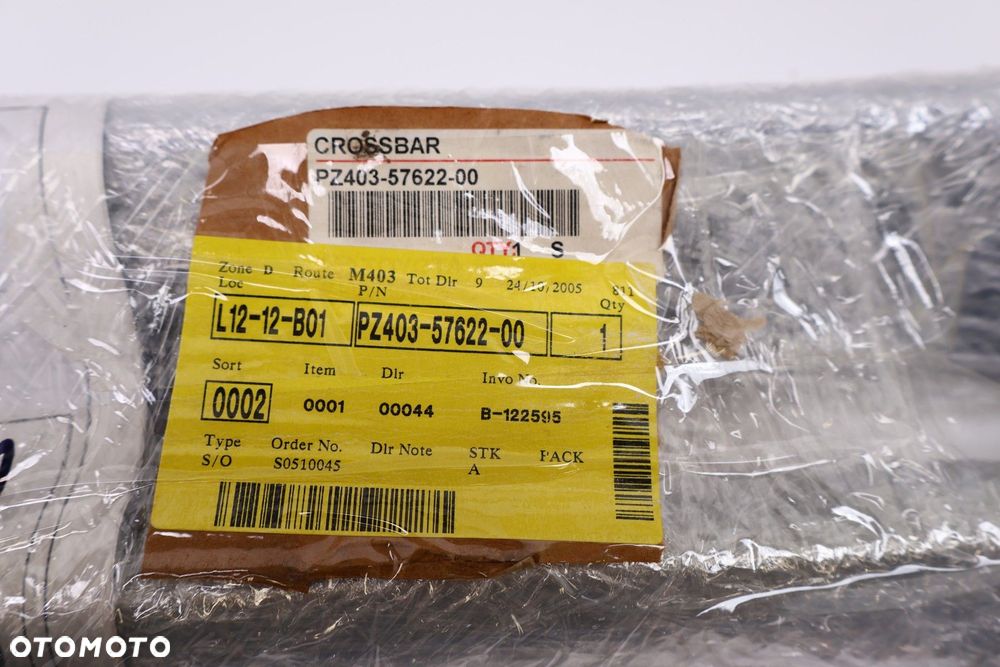 CROSSBAR
PZ403-57622-00
QTY1 S
Zone D Route M403 Tot Dlr 9 24/10/2005 811
Loc P/N Qty
L12-12-B01 PZ403-57622-00 1
Sort Item Dlr Invo No.
0002 0001 00044 B-122595
Type Order No. Dlr Note STK PACK
S/O S0510045 A
OTOMOTO